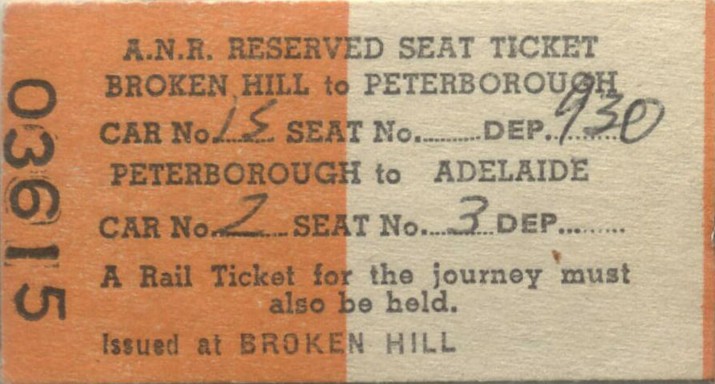 A.N.R. RESERVED SEAT TICKET
BROKEN HILL to PETERBOROUGH
CAR No. 15 SEAT No. ........ DEP. 930
PETERBOROUGH to ADELAIDE
CAR No. 2 SEAT No. 3 DEP. ........
A Rail Ticket for the journey must
also be held.
Issued at BROKEN HILL
03615